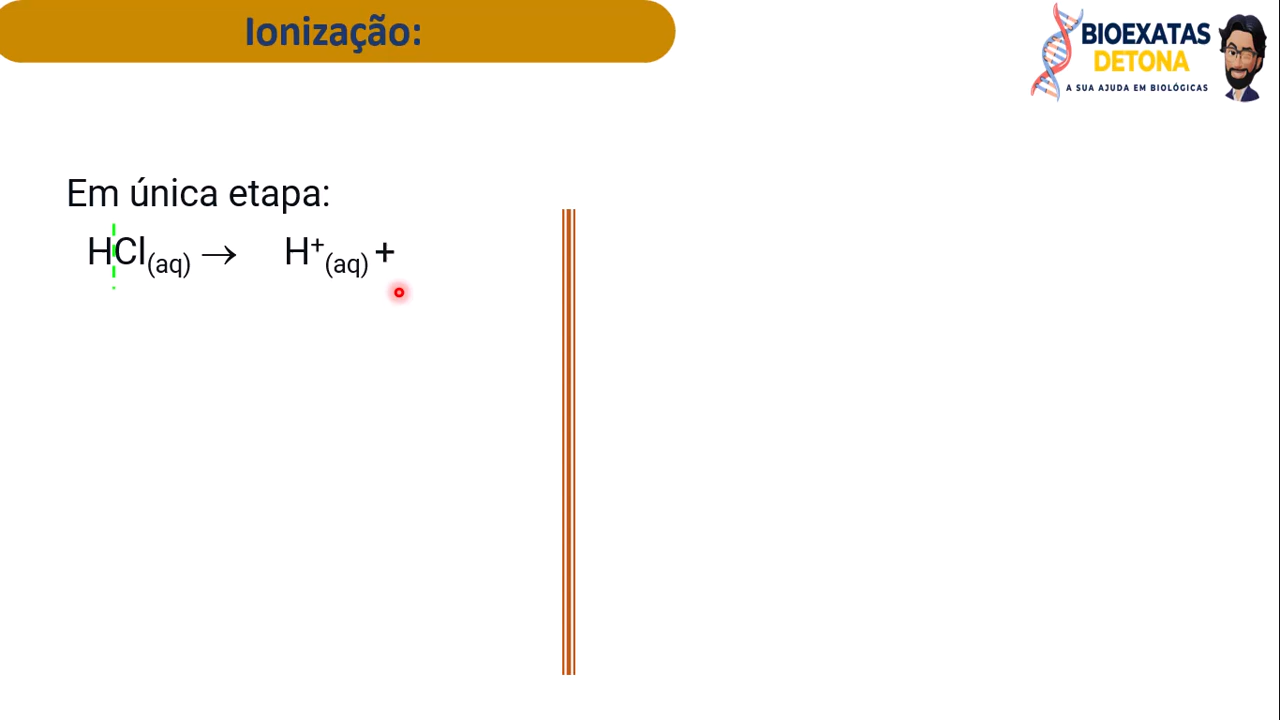 Ionização:
BIOEXATAS
DETONA
A SUA AJUDA EM BIOLÓGICAS
Em única etapa:
HCl(aq) → H⁺(aq) +